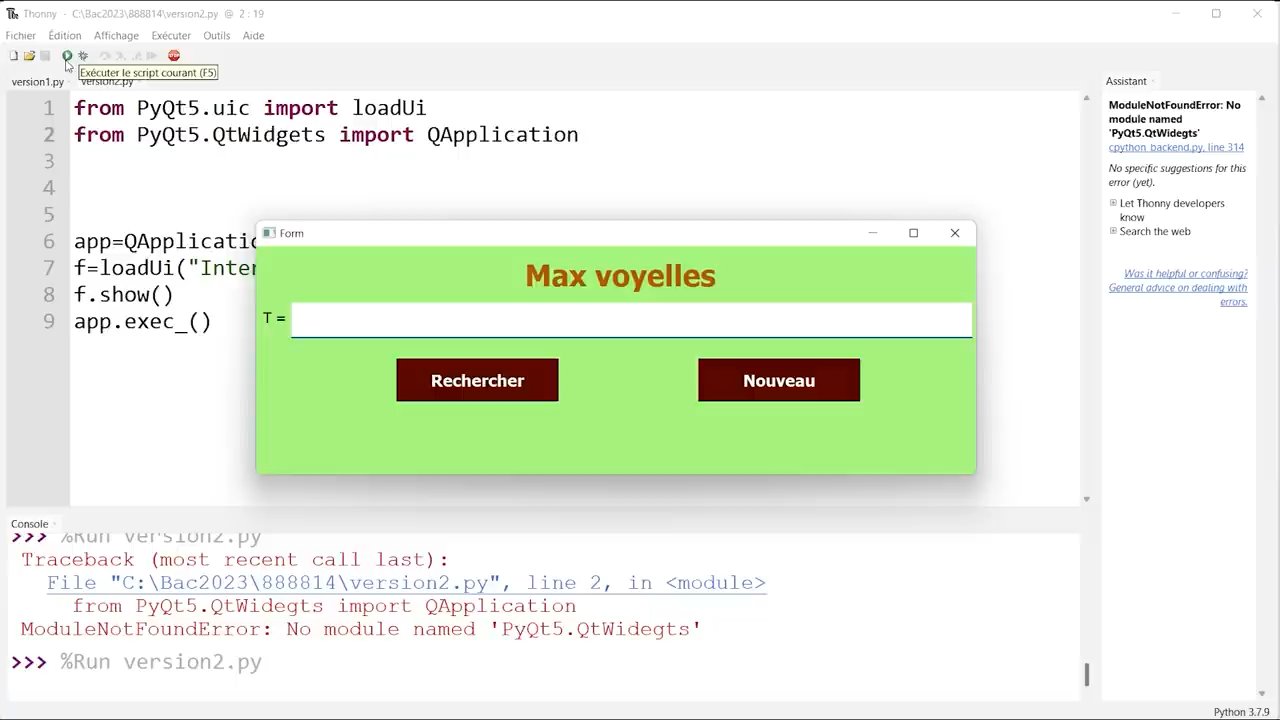 Thonny - C:\Bac2023\888814\version2.py @ 2 : 19
Fichier Édition Affichage Exécuter Outils Aide
Exécuter le script courant (F5)
version1.py version2.py
1 from PyQt5.uic import loadUi
2 from PyQt5.QtWidgets import QApplication
3
4
5
6 app=QApplicatio
7 f=loadUi("Inter
8 f.show()
9 app.exec_()
Form
Max voyelles
T =
Rechercher Nouveau
Assistant
ModuleNotFoundError: No
module named
'PyQt5.QtWidegts'
cpython_backend.py, line 314
No specific suggestions for this
error (yet).
Let Thonny developers
know
Search the web
Was it helpful or confusing?
General advice on dealing with
errors.
Console
>>> %Run version2.py
Traceback (most recent call last):
File "C:\Bac2023\888814\version2.py", line 2, in <module>
from PyQt5.QtWidegts import QApplication
ModuleNotFoundError: No module named 'PyQt5.QtWidegts'
>>> %Run version2.py
Python 3.7.9